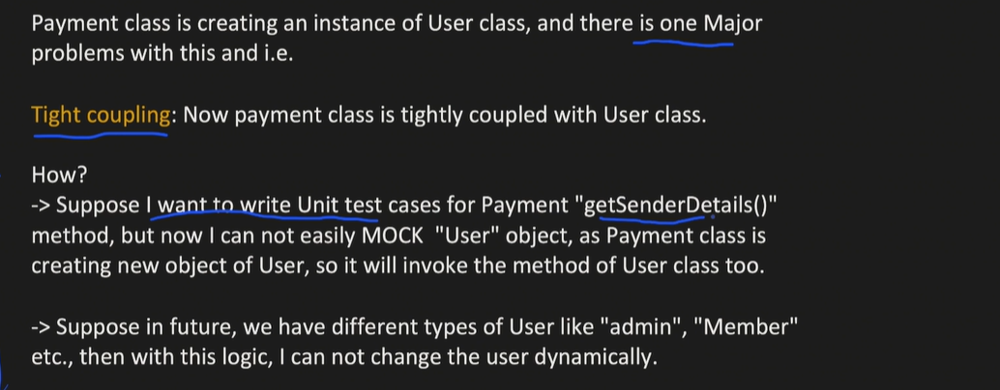 Payment class is creating an instance of User class, and there is one Major
problems with this and i.e.
Tight coupling: Now payment class is tightly coupled with User class.
How?
-> Suppose I want to write Unit test cases for Payment "getSenderDetails()"
method, but now I can not easily MOCK  "User" object, as Payment class is
creating new object of User, so it will invoke the method of User class too.
-> Suppose in future, we have different types of User like "admin", "Member"
etc., then with this logic, I can not change the user dynamically.